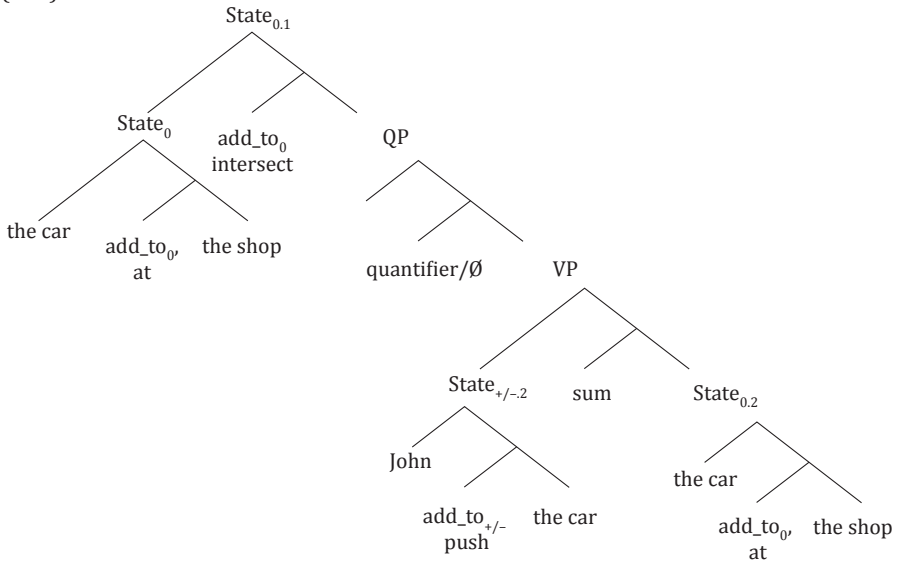 State₀.₁
State₀
add_to₀
intersect
QP
the car
add_to₀,
at
the shop
quantifier/Ø
VP
State₊/₋.₂
sum
State₀.₂
John
add_to₊/₋
push
the car
the car
add_to₀,
at
the shop